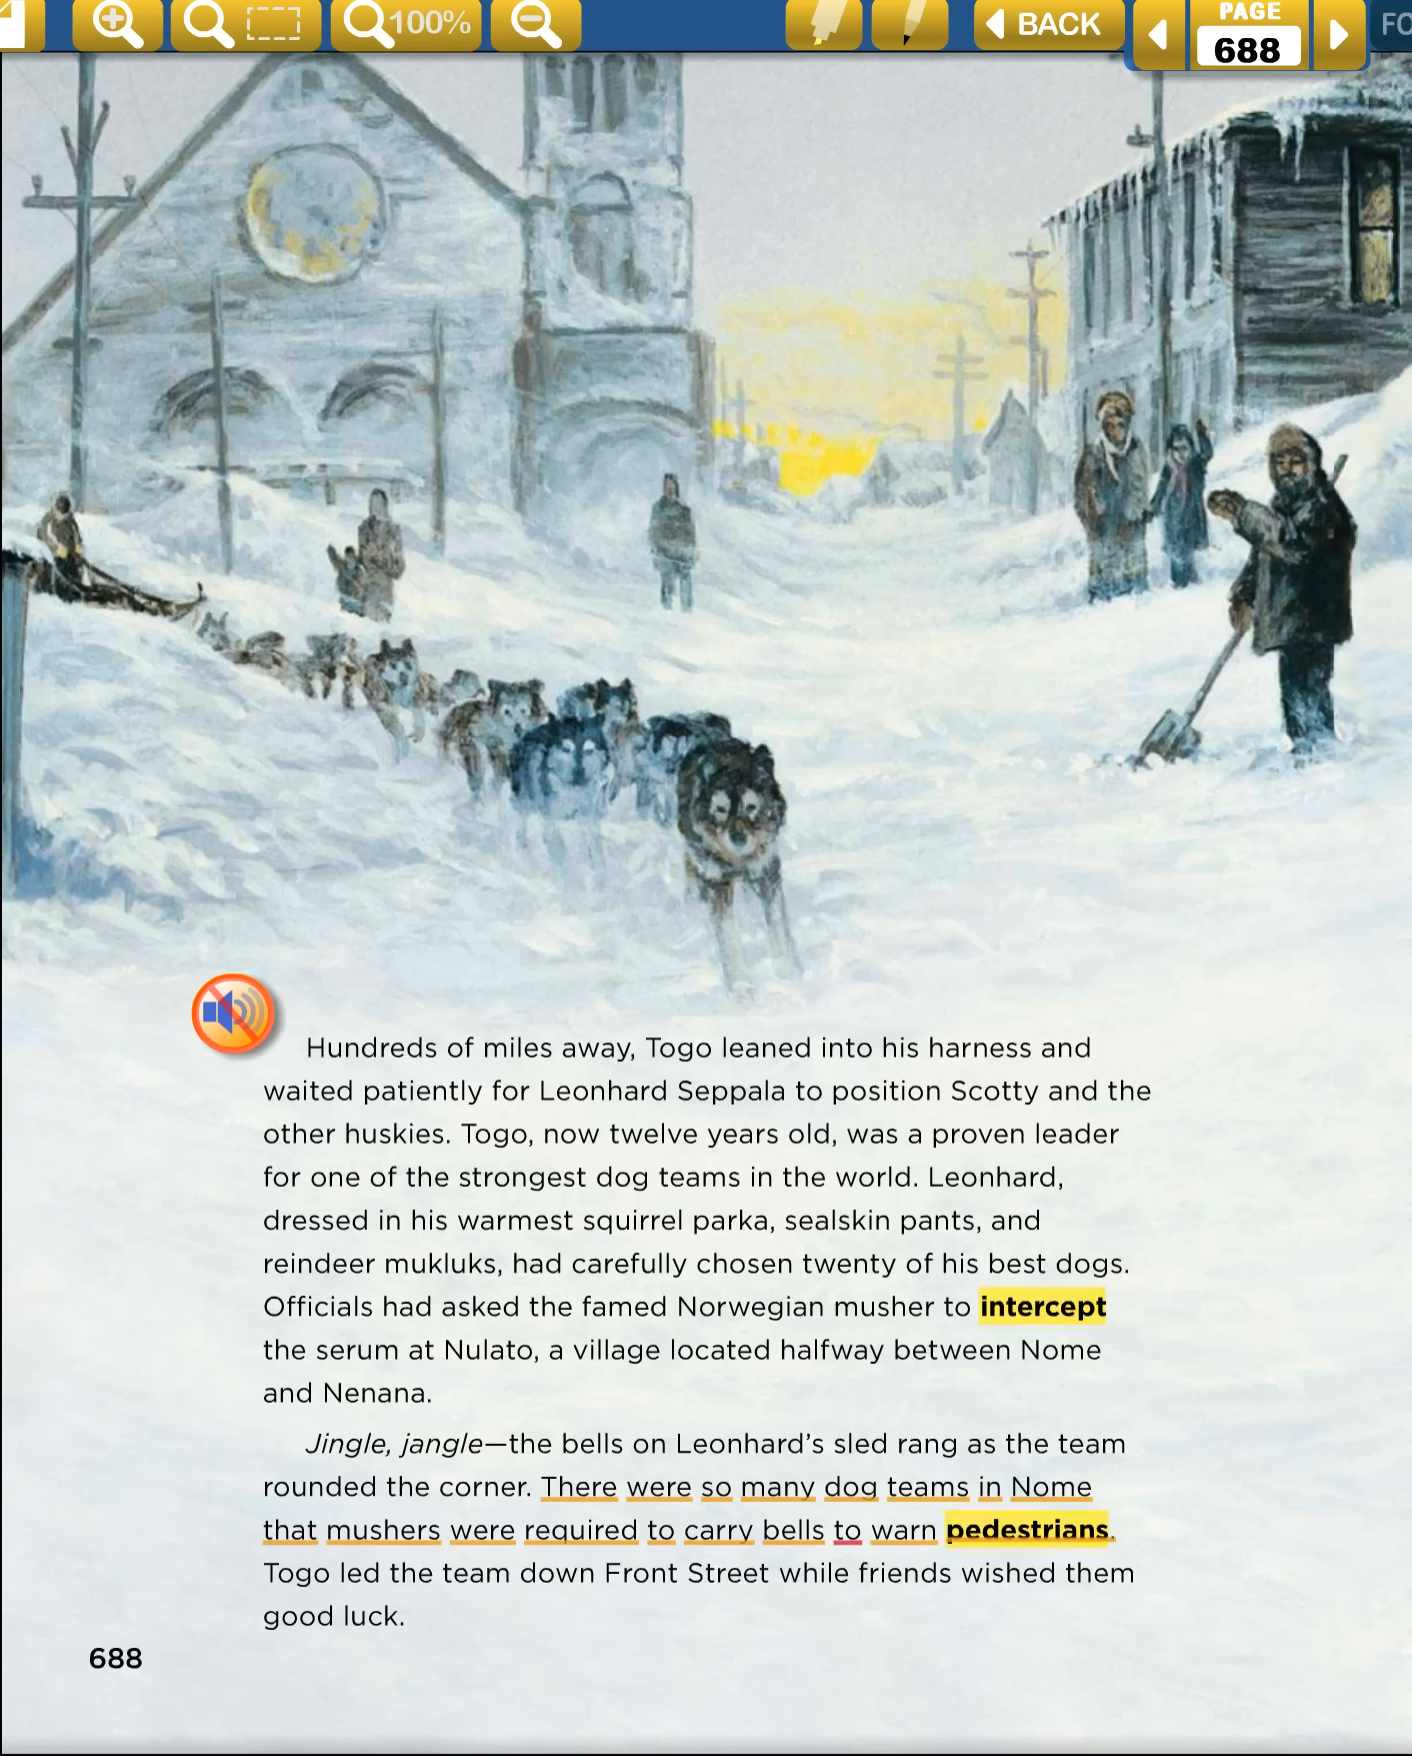 100%
BACK
PAGE
688
FO
Hundreds of miles away, Togo leaned into his harness and
waited patiently for Leonhard Seppala to position Scotty and the
other huskies. Togo, now twelve years old, was a proven leader
for one of the strongest dog teams in the world. Leonhard,
dressed in his warmest squirrel parka, sealskin pants, and
reindeer mukluks, had carefully chosen twenty of his best dogs.
Officials had asked the famed Norwegian musher to intercept
the serum at Nulato, a village located halfway between Nome
and Nenana.
Jingle, jangle—the bells on Leonhard's sled rang as the team
rounded the corner. There were so many dog teams in Nome
that mushers were required to carry bells to warn pedestrians.
Togo led the team down Front Street while friends wished them
good luck.
688